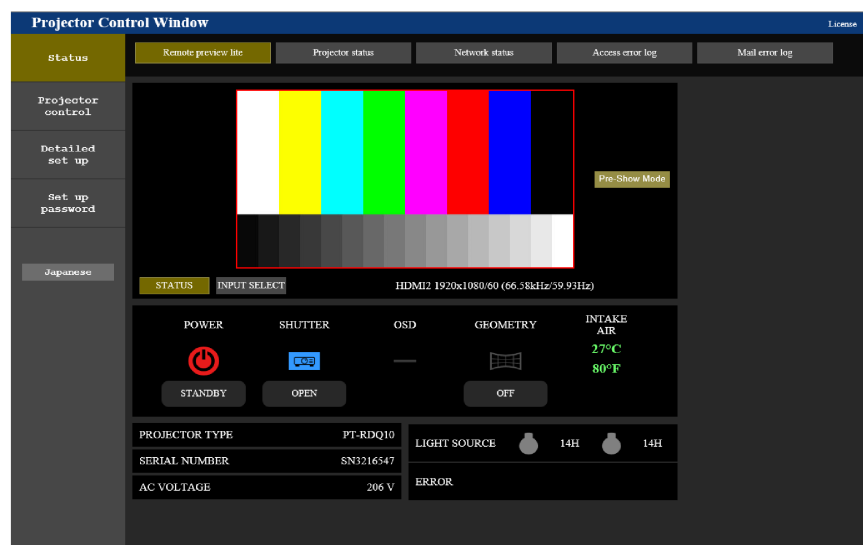 Projector Control Window
License
Status
Remote preview lite
Projector status
Network status
Access error log
Mail error log
Projector
control
Detailed
set up
Set up
password
Japanese
Pre-Show Mode
STATUS
INPUT SELECT
HDMI2 1920x1080/60 (66.58kHz/59.93Hz)
POWER
SHUTTER
OSD
GEOMETRY
INTAKE
AIR
27°C
80°F
STANDBY
OPEN
OFF
PROJECTOR TYPE PT-RDQ10
SERIAL NUMBER SN3216547
AC VOLTAGE 206 V
LIGHT SOURCE 14H 14H
ERROR